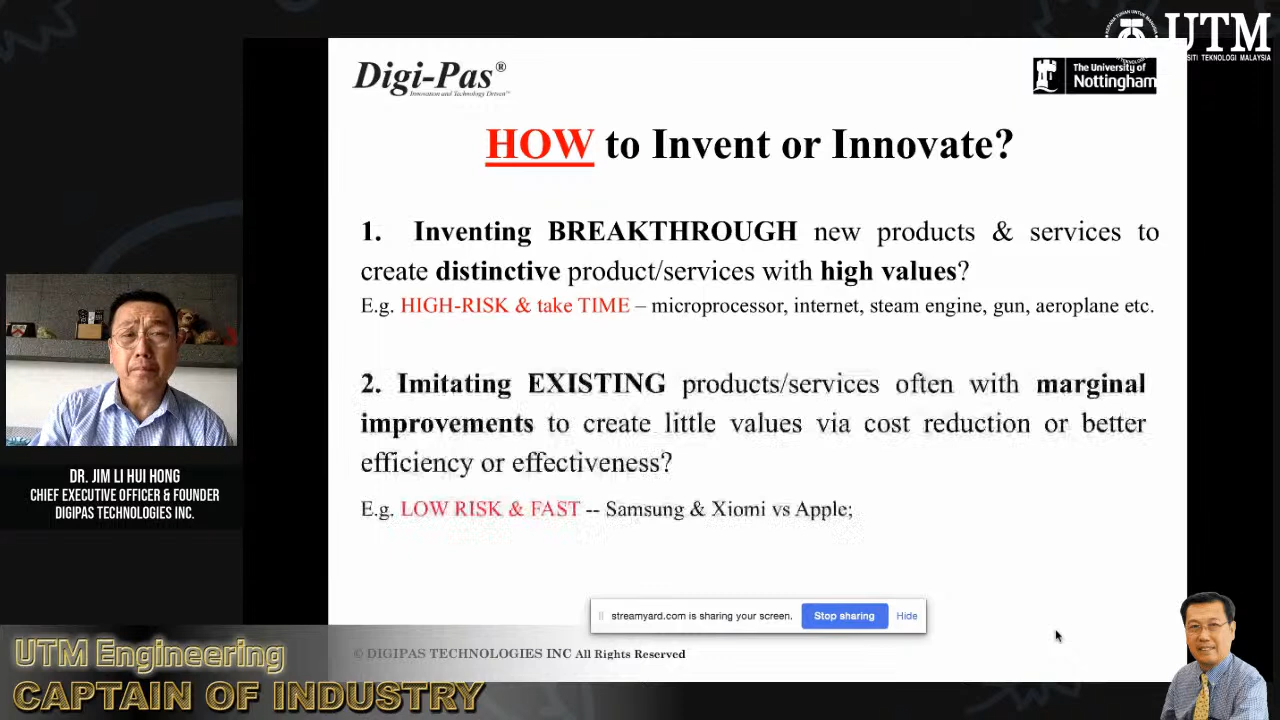 UTM
SITI TEKNOLOGI MALAYSIA
Digi-Pas®
Innovation and Technology Driven™
The University of
Nottingham
HOW to Invent or Innovate?
1. Inventing BREAKTHROUGH new products & services to
create distinctive product/services with high values?
E.g. HIGH-RISK & take TIME – microprocessor, internet, steam engine, gun, aeroplane etc.
2. Imitating EXISTING products/services often with marginal
improvements to create little values via cost reduction or better
efficiency or effectiveness?
E.g. LOW RISK & FAST -- Samsung & Xiomi vs Apple;
DR. JIM LI HUI HONG
CHIEF EXECUTIVE OFFICER & FOUNDER
DIGIPAS TECHNOLOGIES INC.
streamyard.com is sharing your screen. Stop sharing Hide
© DIGIPAS TECHNOLOGIES INC All Rights Reserved
UTM Engineering
CAPTAIN OF INDUSTRY